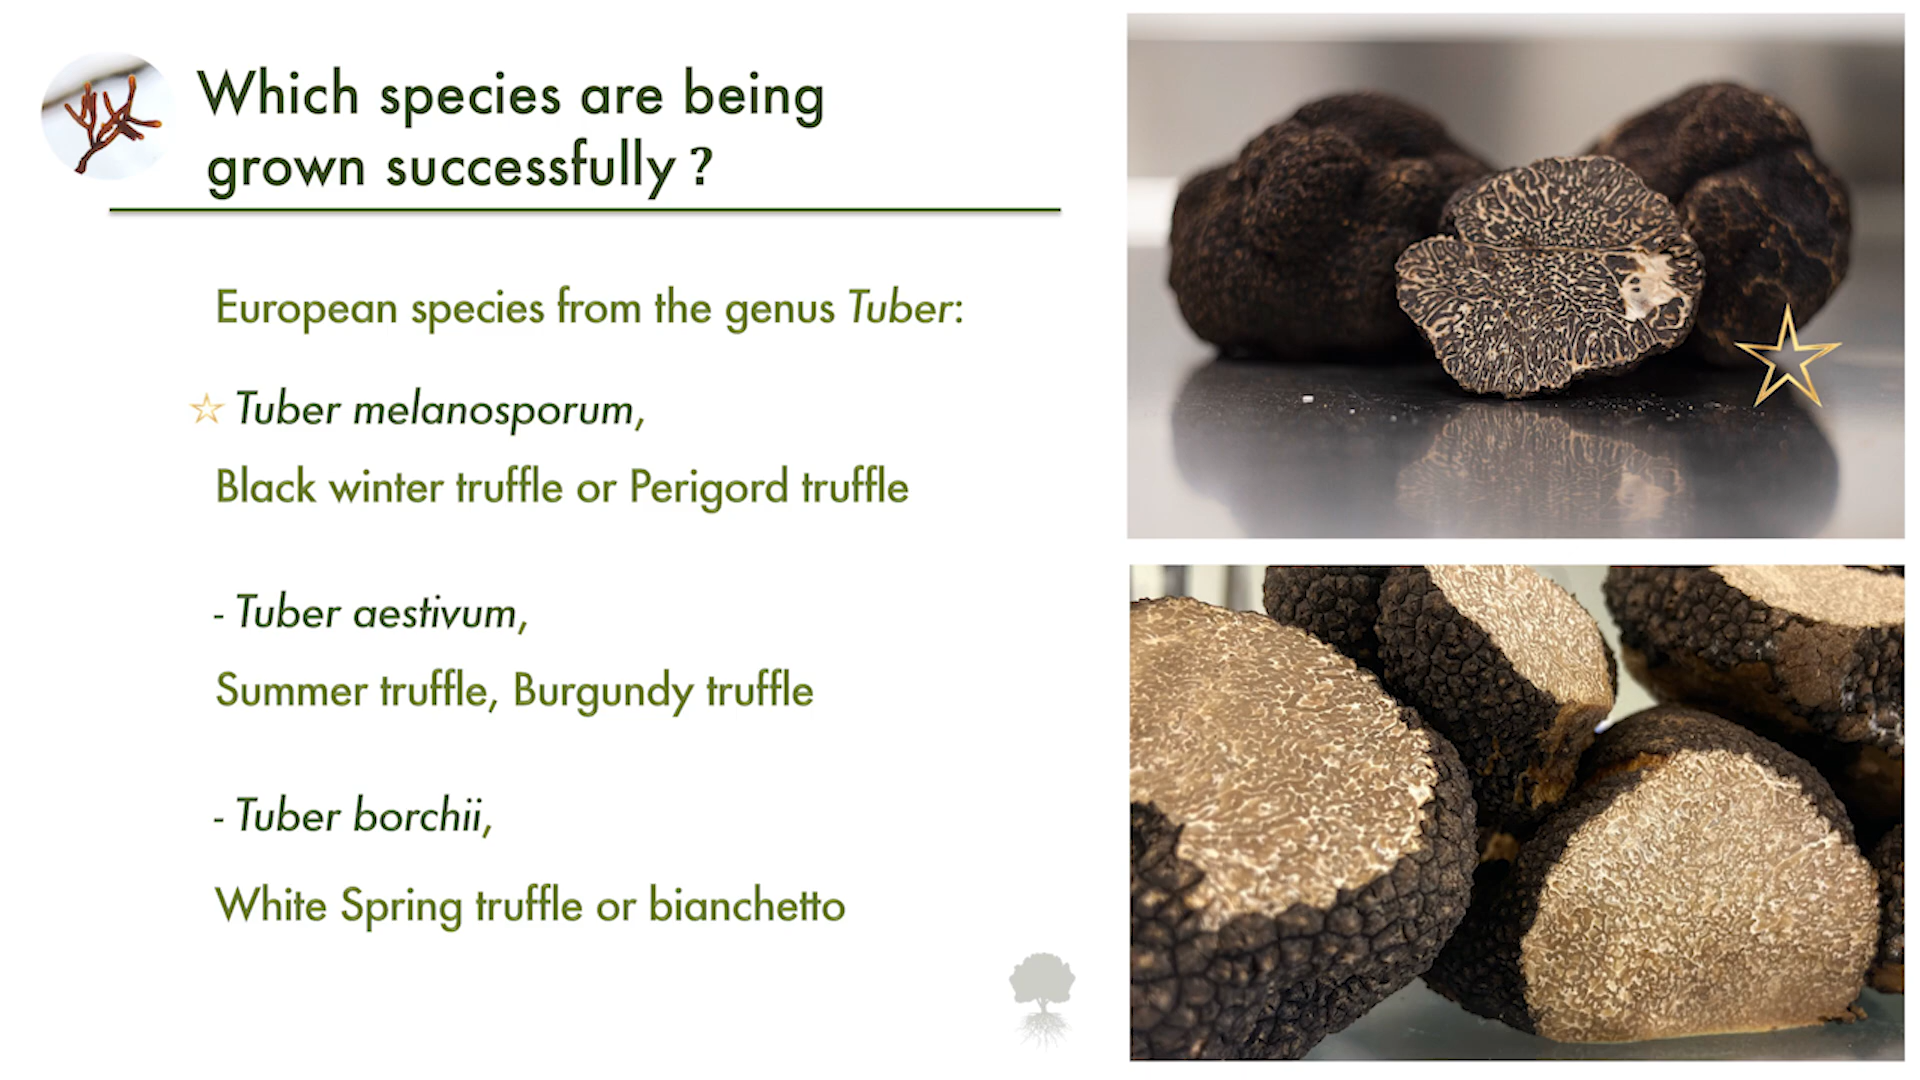 Which species are being
grown successfully ?
European species from the genus Tuber:
Tuber melanosporum,
Black winter truffle or Perigord truffle
- Tuber aestivum,
Summer truffle, Burgundy truffle
- Tuber borchii,
White Spring truffle or bianchetto